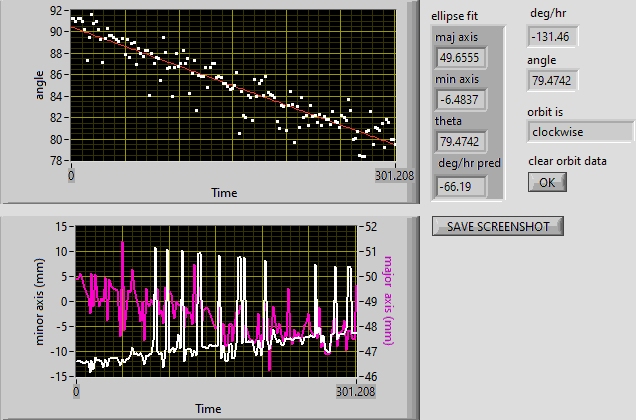 92
90
88
86
84
82
80
78
angle
0
301.208
Time
ellipse fit
maj axis
49.6555
min axis
-6.4837
theta
79.4742
deg/hr pred
-66.19
deg/hr
-131.46
angle
79.4742
orbit is
clockwise
clear orbit data
OK
SAVE SCREENSHOT
15
10
5
0
-5
-10
-15
minor axis (mm)
52
51
50
49
48
47
46
major axis (mm)
0
301.208
Time